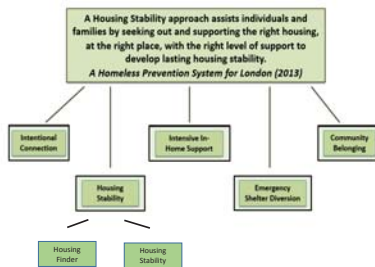 A Housing Stability approach assists individuals and
families by seeking out and supporting the right housing,
at the right place, with the right level of support to
develop lasting housing stability.
A Homeless Prevention System for London (2013)
Intentional
Connection
Intensive In-
Home Support
Community
Belonging
Housing
Stability
Emergency
Shelter Diversion
Housing
Finder
Housing
Stability